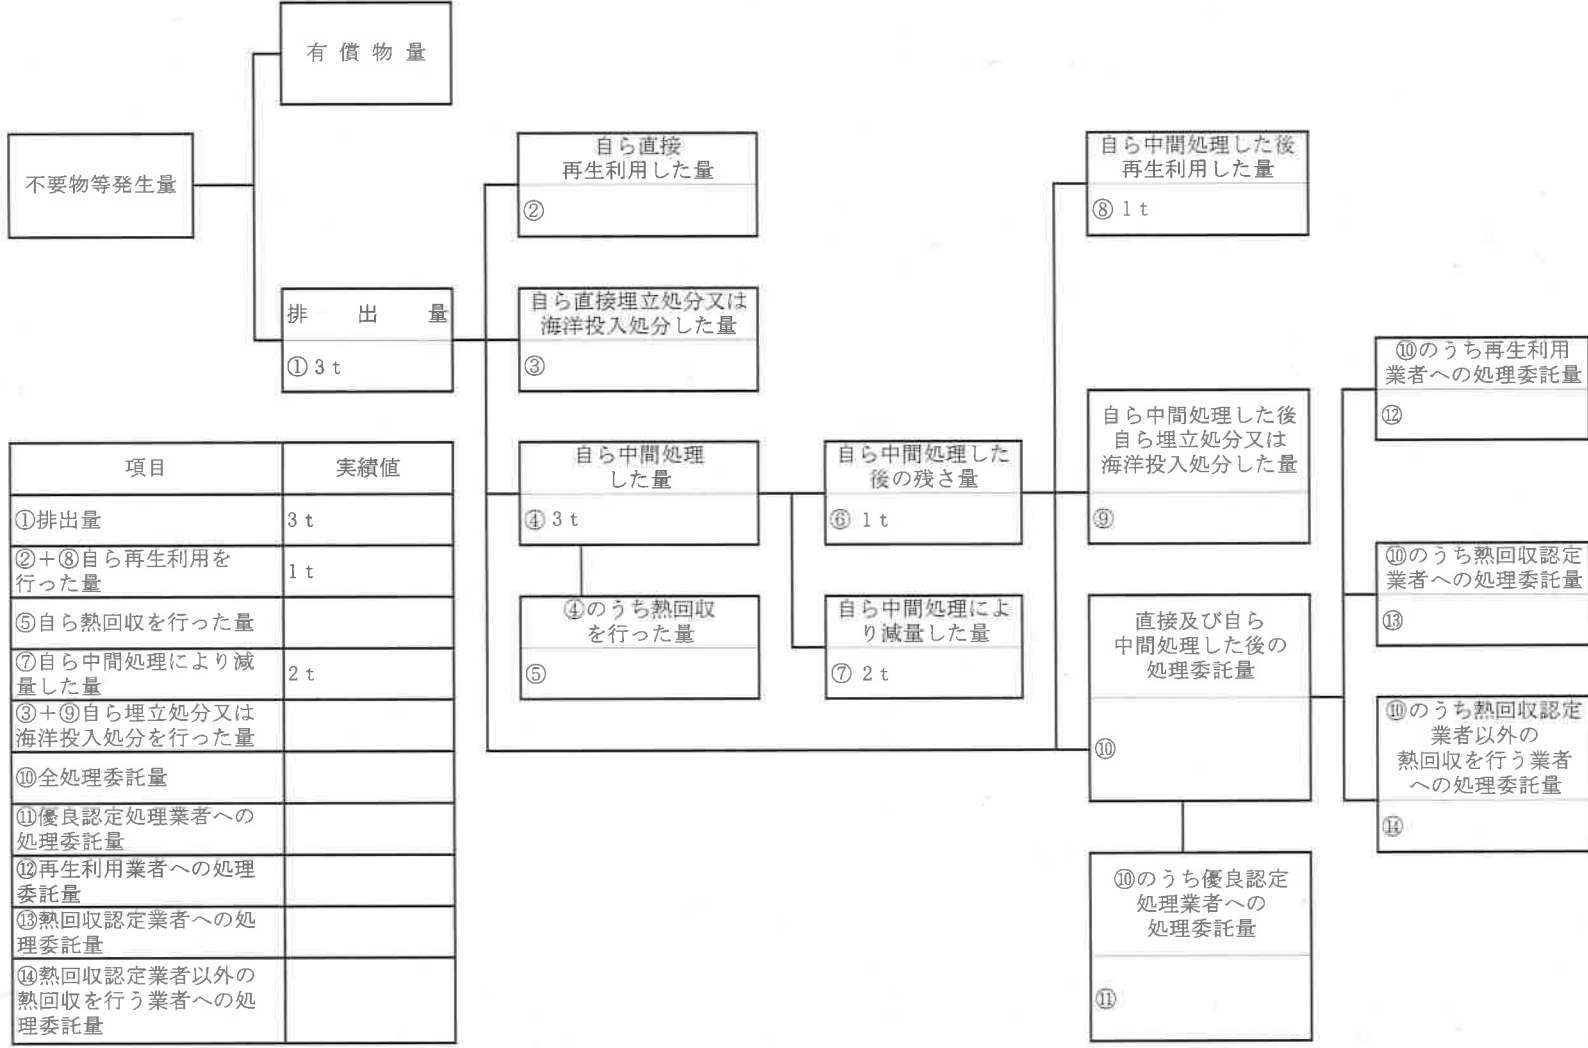 有償物量
不要物等発生量
排出量
①3t
自ら直接
再生利用した量
②
自ら直接埋立処分又は
海洋投入処分した量
③
自ら中間処理
した量
④3t
④のうち熱回収
を行った量
⑤
自ら中間処理した
後の残さ量
⑥1t
自ら中間処理によ
り減量した量
⑦2t
自ら中間処理した後
再生利用した量
⑧1t
自ら中間処理した後
自ら埋立処分又は
海洋投入処分した量
⑨
直接及び自ら
中間処理した後の
処理委託量
⑩
⑩のうち優良認定
処理業者への
処理委託量
⑪
⑩のうち再生利用
業者への処理委託量
⑫
⑩のうち熱回収認定
業者への処理委託量
⑬
⑩のうち熱回収認定
業者以外の
熱回収を行う業者
への処理委託量
⑭
項目 実績値
①排出量 3t
②+⑧自ら再生利用を
行った量 1t
⑤自ら熱回収を行った量
⑦自ら中間処理により減
量した量 2t
③+⑨自ら埋立処分又は
海洋投入処分を行った量
⑩全処理委託量
⑪優良認定処理業者への
処理委託量
⑫再生利用業者への処理
委託量
⑬熱回収認定業者への処
理委託量
⑭熱回収認定業者以外の
熱回収を行う業者への処
理委託量